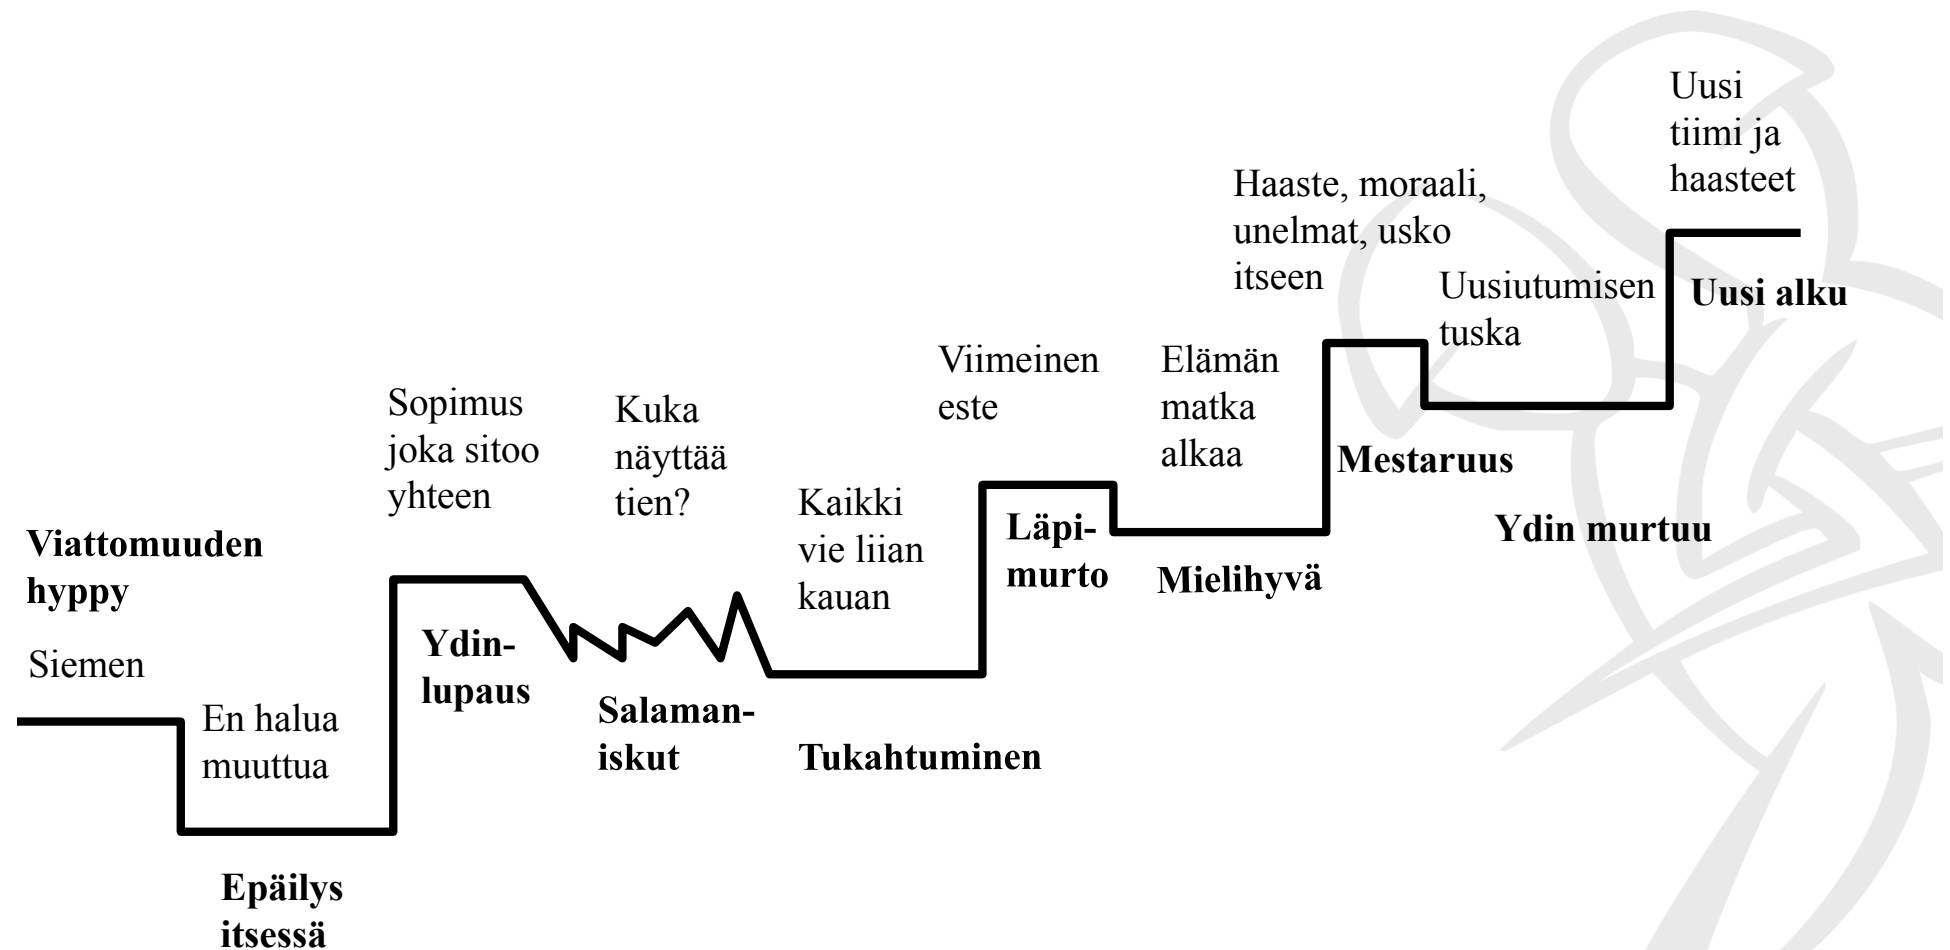 Viattomuuden
hyppy
Siemen
En halua
muuttua
Epäilys
itsessä
Sopimus
joka sitoo
yhteen
Ydin-
lupaus
Kuka
näyttää
tien?
Salaman-
iskut
Kaikki
vie liian
kauan
Tukahtuminen
Viimeinen
este
Läpi-
murto
Elämän
matka
alkaa
Mielihyvä
Haaste, moraali,
unelmat, usko
itseen
Mestaruus
Uusiutumisen
tuska
Ydin murtuu
Uusi
tiimi ja
haasteet
Uusi alku